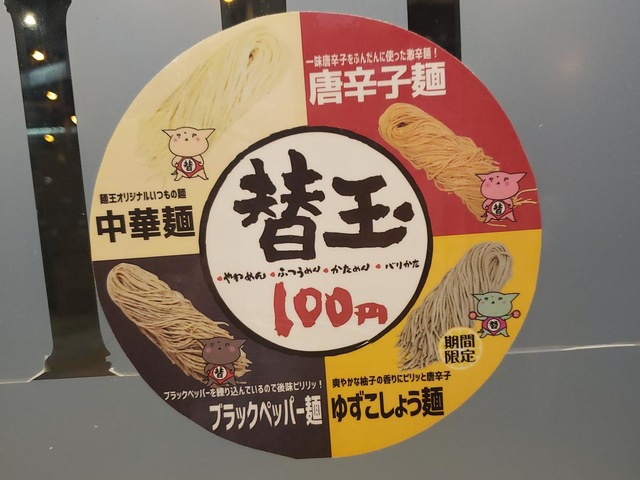 一味唐辛子をふんだんに使った激辛麺!
唐辛子麺
替
麺王オリジナルいつもの麺
中華麺
替
替玉
・やわめん ・ふつうめん ・かためん ・バリかた
100円
期間
限定
替
爽やかな柚子の香りにピリッと唐辛子
ゆずこしょう麺
ブラックペッパーを練り込んでいるので後味ピリリッ!
ブラックペッパー麺
替